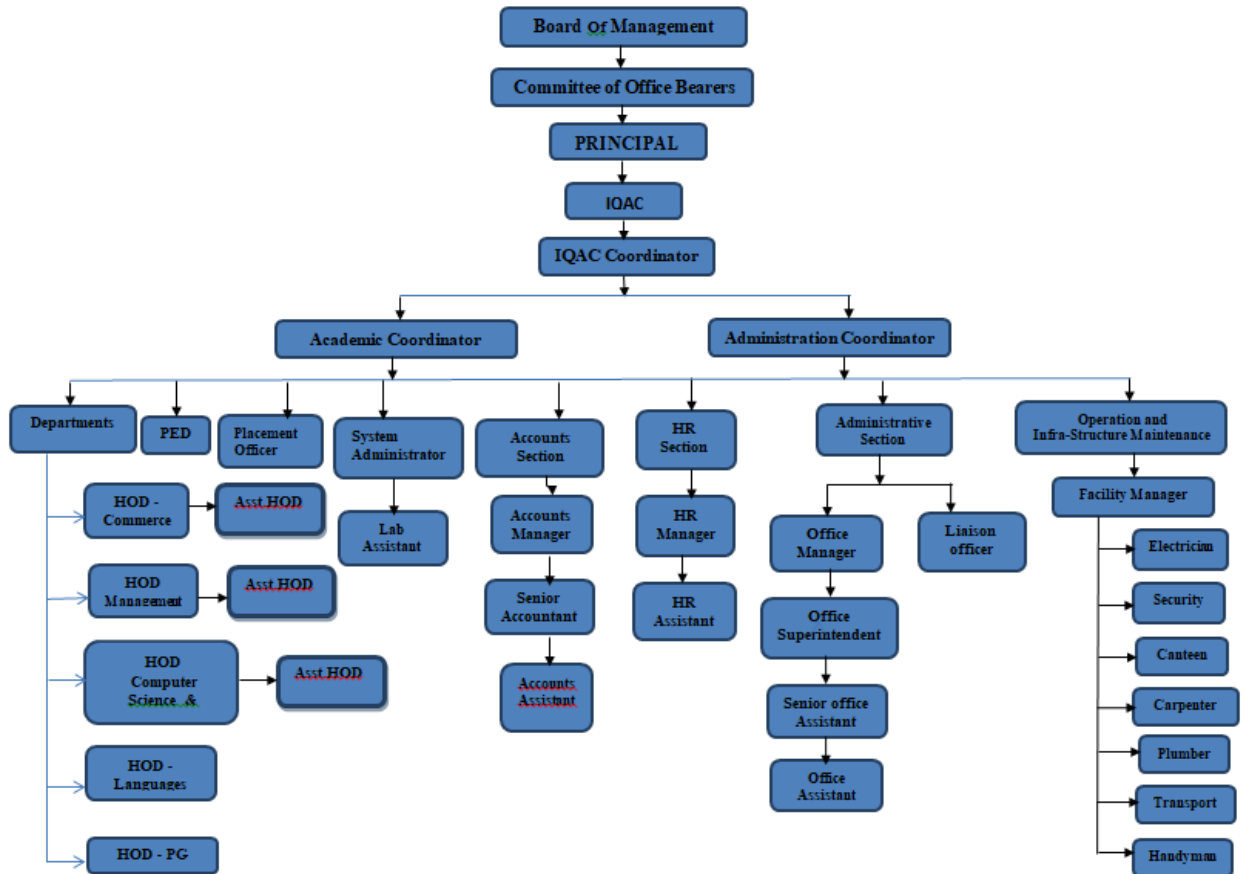 Board Of Management
Committee of Office Bearers
PRINCIPAL
IQAC
IQAC Coordinator
Academic Coordinator
Administration Coordinator
Departments
PED
Placement
Officer
System
Administrator
Accounts
Section
HR
Section
Administrative
Section
Operation and
Infra-Structure Maintenance
HOD -
Commerce
Asst.HOD
HOD
Management
Asst.HOD
HOD
Computer
Science &
Asst.HOD
HOD -
Languages
HOD - PG
Lab
Assistant
Accounts
Manager
Senior
Accountant
Accounts
Assistant
HR
Manager
HR
Assistant
Office
Manager
Liaison
officer
Office
Superintendent
Senior office
Assistant
Office
Assistant
Facility Manager
Electrician
Security
Canteen
Carpenter
Plumber
Transport
Handyman